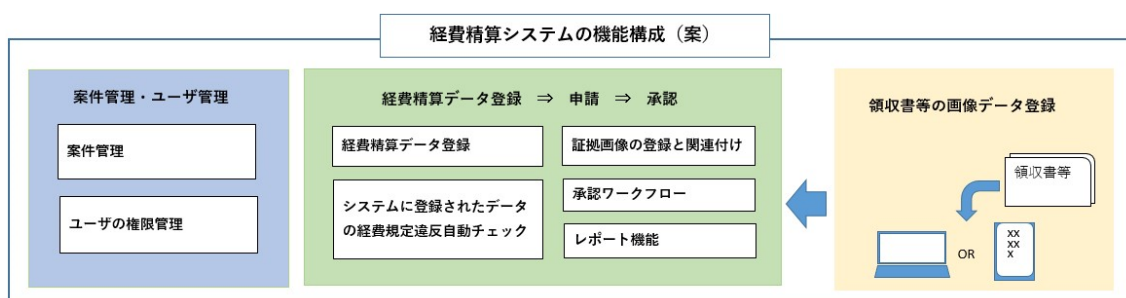 経費精算システムの機能構成（案）
案件管理・ユーザ管理
案件管理
ユーザの権限管理
経費精算データ登録　⇒　申請　⇒　承認
経費精算データ登録
システムに登録されたデータ
の経費規定違反自動チェック
証拠画像の登録と関連付け
承認ワークフロー
レポート機能
領収書等の画像データ登録
領収書等
OR
XX
XX
X